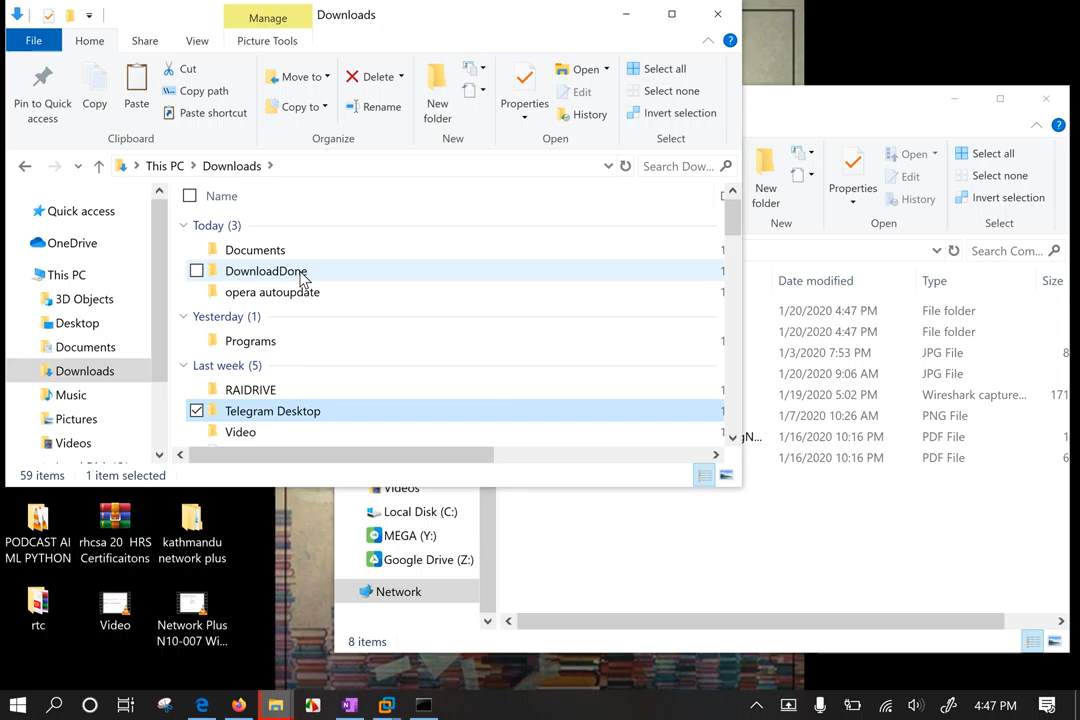 Manage
Downloads
File
Home
Share
View
Picture Tools
Pin to Quick access
Copy
Paste
Cut
Copy path
Paste shortcut
Clipboard
Move to
Copy to
Delete
Rename
Organize
New folder
New
Properties
Open
Edit
History
Open
Select all
Select none
Invert selection
Select
This PC
Downloads
Search Dow...
Name
Quick access
OneDrive
This PC
3D Objects
Desktop
Documents
Downloads
Music
Pictures
Videos
Today (3)
Documents
DownloadDone
opera autoupdate
Yesterday (1)
Programs
Last week (5)
RAIDRIVE
Telegram Desktop
Video
59 items
1 item selected
New folder
New
Properties
Open
Edit
History
Open
Select all
Select none
Invert selection
Select
Search Com...
Date modified
Type
Size
1/20/2020 4:47 PM File folder
1/20/2020 4:47 PM File folder
1/3/2020 7:53 PM JPG File 8
1/20/2020 9:06 AM JPG File
1/19/2020 5:02 PM Wireshark capture... 171
1/7/2020 10:26 AM PNG File
gN... 1/16/2020 10:16 PM PDF File
1/16/2020 10:16 PM PDF File 6
Videos
Local Disk (C:)
MEGA (Y:)
Google Drive (Z:)
Network
8 items
PODCAST AI ML PYTHON
rhcsa 20 HRS Certificaitons
kathmandu network plus
rtc
Video
Network Plus N10-007 Wi...
4:47 PM